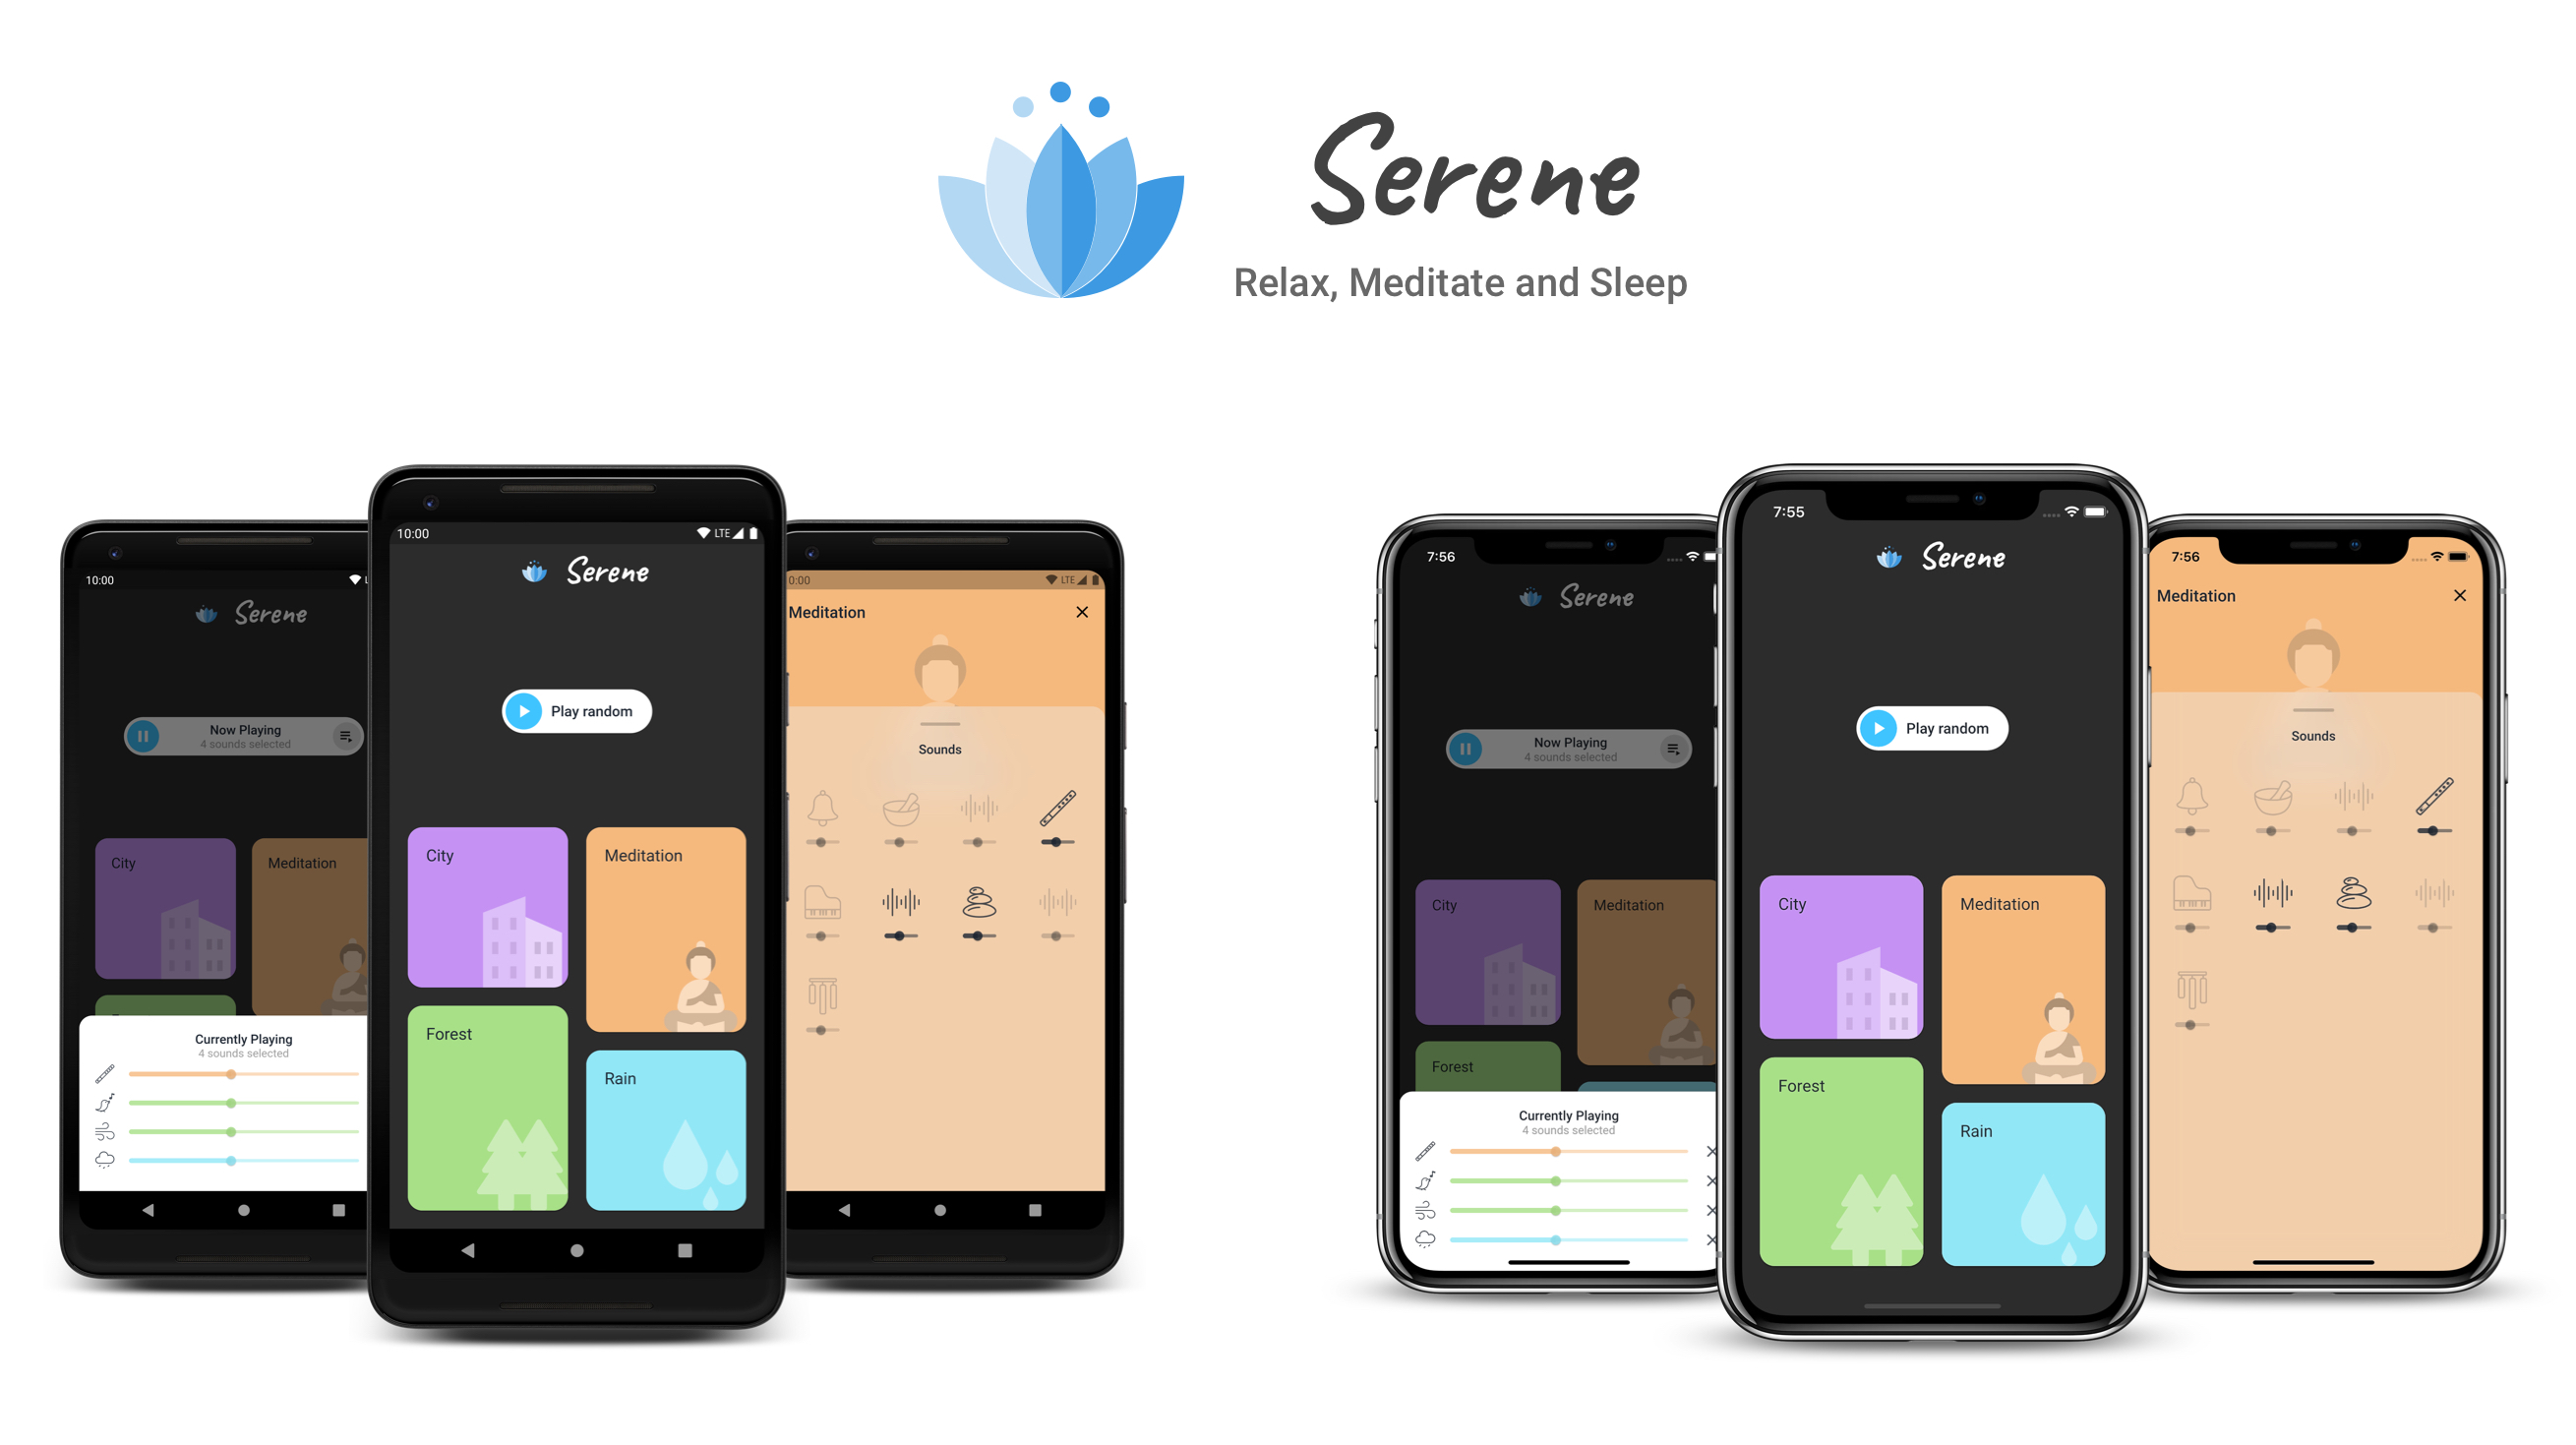 Serene
Relax, Meditate and Sleep
10:00
Serene
Now Playing
4 sounds selected
City
Meditation
Currently Playing
4 sounds selected
10:00
LTE
Serene
Play random
City
Meditation
Forest
Rain
0:00
LTE
Meditation
Sounds
7:56
Serene
Now Playing
4 sounds selected
City
Meditation
Forest
Currently Playing
4 sounds selected
7:55
Serene
Play random
City
Meditation
Forest
Rain
7:56
Meditation
Sounds